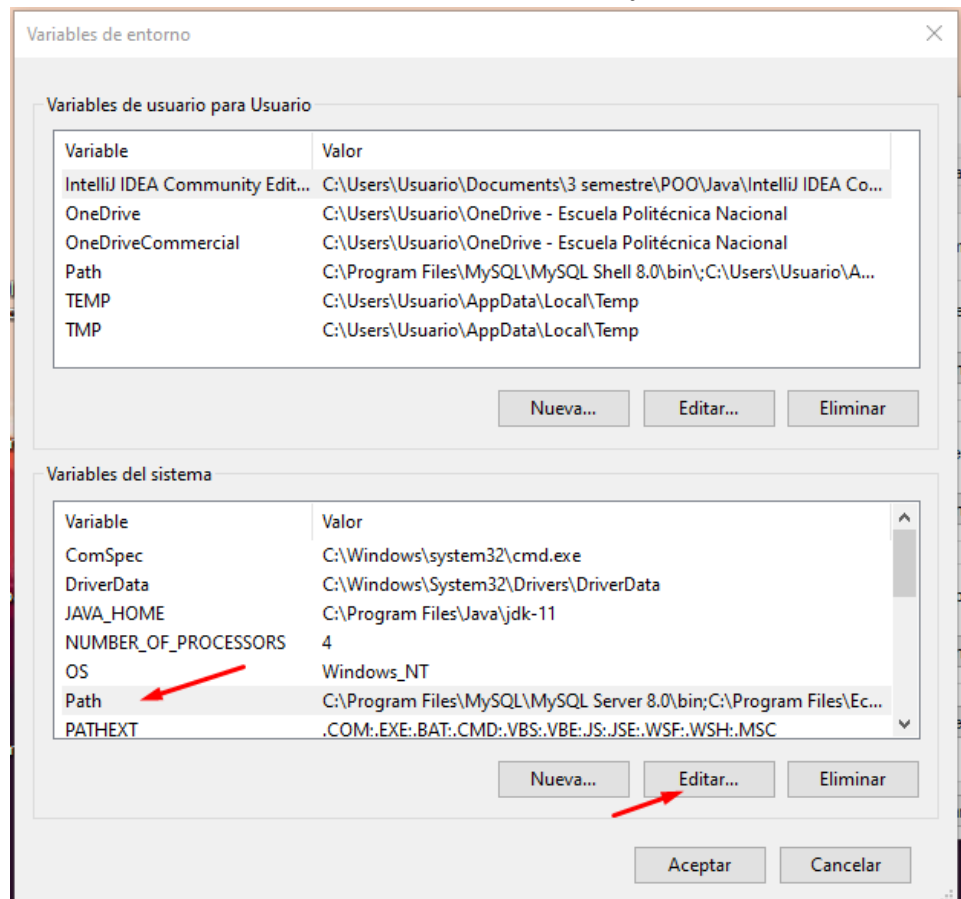 Variables de entorno
Variables de usuario para Usuario
Variable Valor
IntelliJ IDEA Community Edit... C:\Users\Usuario\Documents\3 semestre\POO\Java\IntelliJ IDEA Co...
OneDrive C:\Users\Usuario\OneDrive - Escuela Politécnica Nacional
OneDriveCommercial C:\Users\Usuario\OneDrive - Escuela Politécnica Nacional
Path C:\Program Files\MySQL\MySQL Shell 8.0\bin\;C:\Users\Usuario\A...
TEMP C:\Users\Usuario\AppData\Local\Temp
TMP C:\Users\Usuario\AppData\Local\Temp
Nueva... Editar... Eliminar
Variables del sistema
Variable Valor
ComSpec C:\Windows\system32\cmd.exe
DriverData C:\Windows\System32\Drivers\DriverData
JAVA_HOME C:\Program Files\Java\jdk-11
NUMBER_OF_PROCESSORS 4
OS Windows_NT
Path C:\Program Files\MySQL\MySQL Server 8.0\bin;C:\Program Files\Ec...
PATHEXT .COM;.EXE;.BAT;.CMD;.VBS;.VBE;.JS;.JSE;.WSF;.WSH;.MSC
Nueva... Editar... Eliminar
Aceptar Cancelar